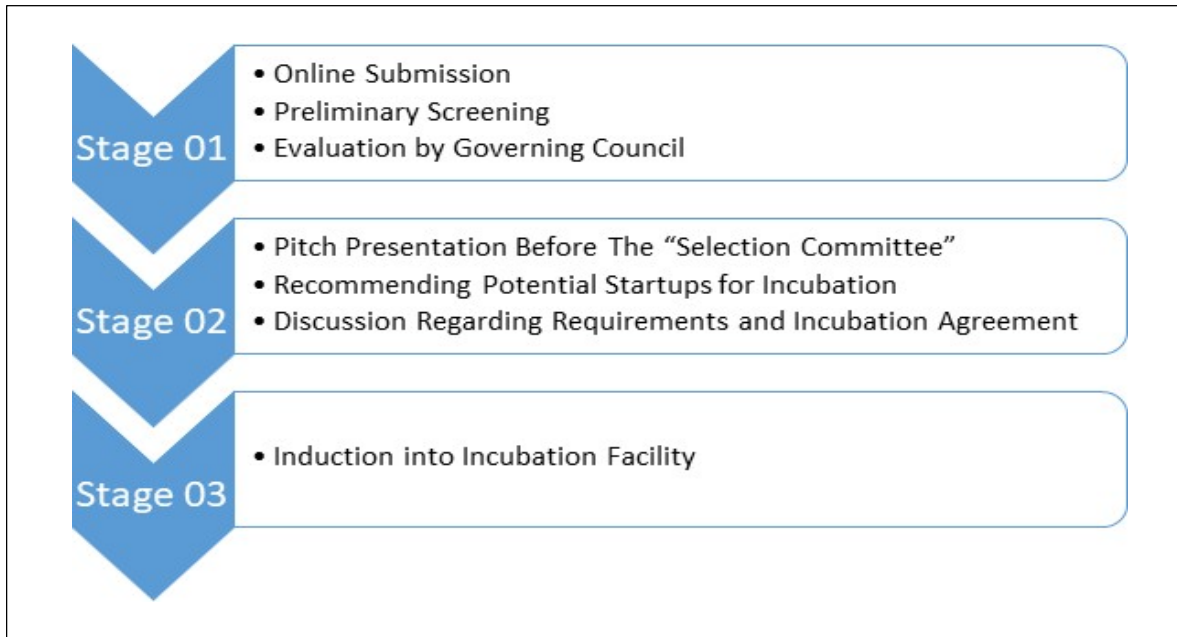 Stage 01
• Online Submission
• Preliminary Screening
• Evaluation by Governing Council
Stage 02
• Pitch Presentation Before The “Selection Committee”
• Recommending Potential Startups for Incubation
• Discussion Regarding Requirements and Incubation Agreement
Stage 03
• Induction into Incubation Facility